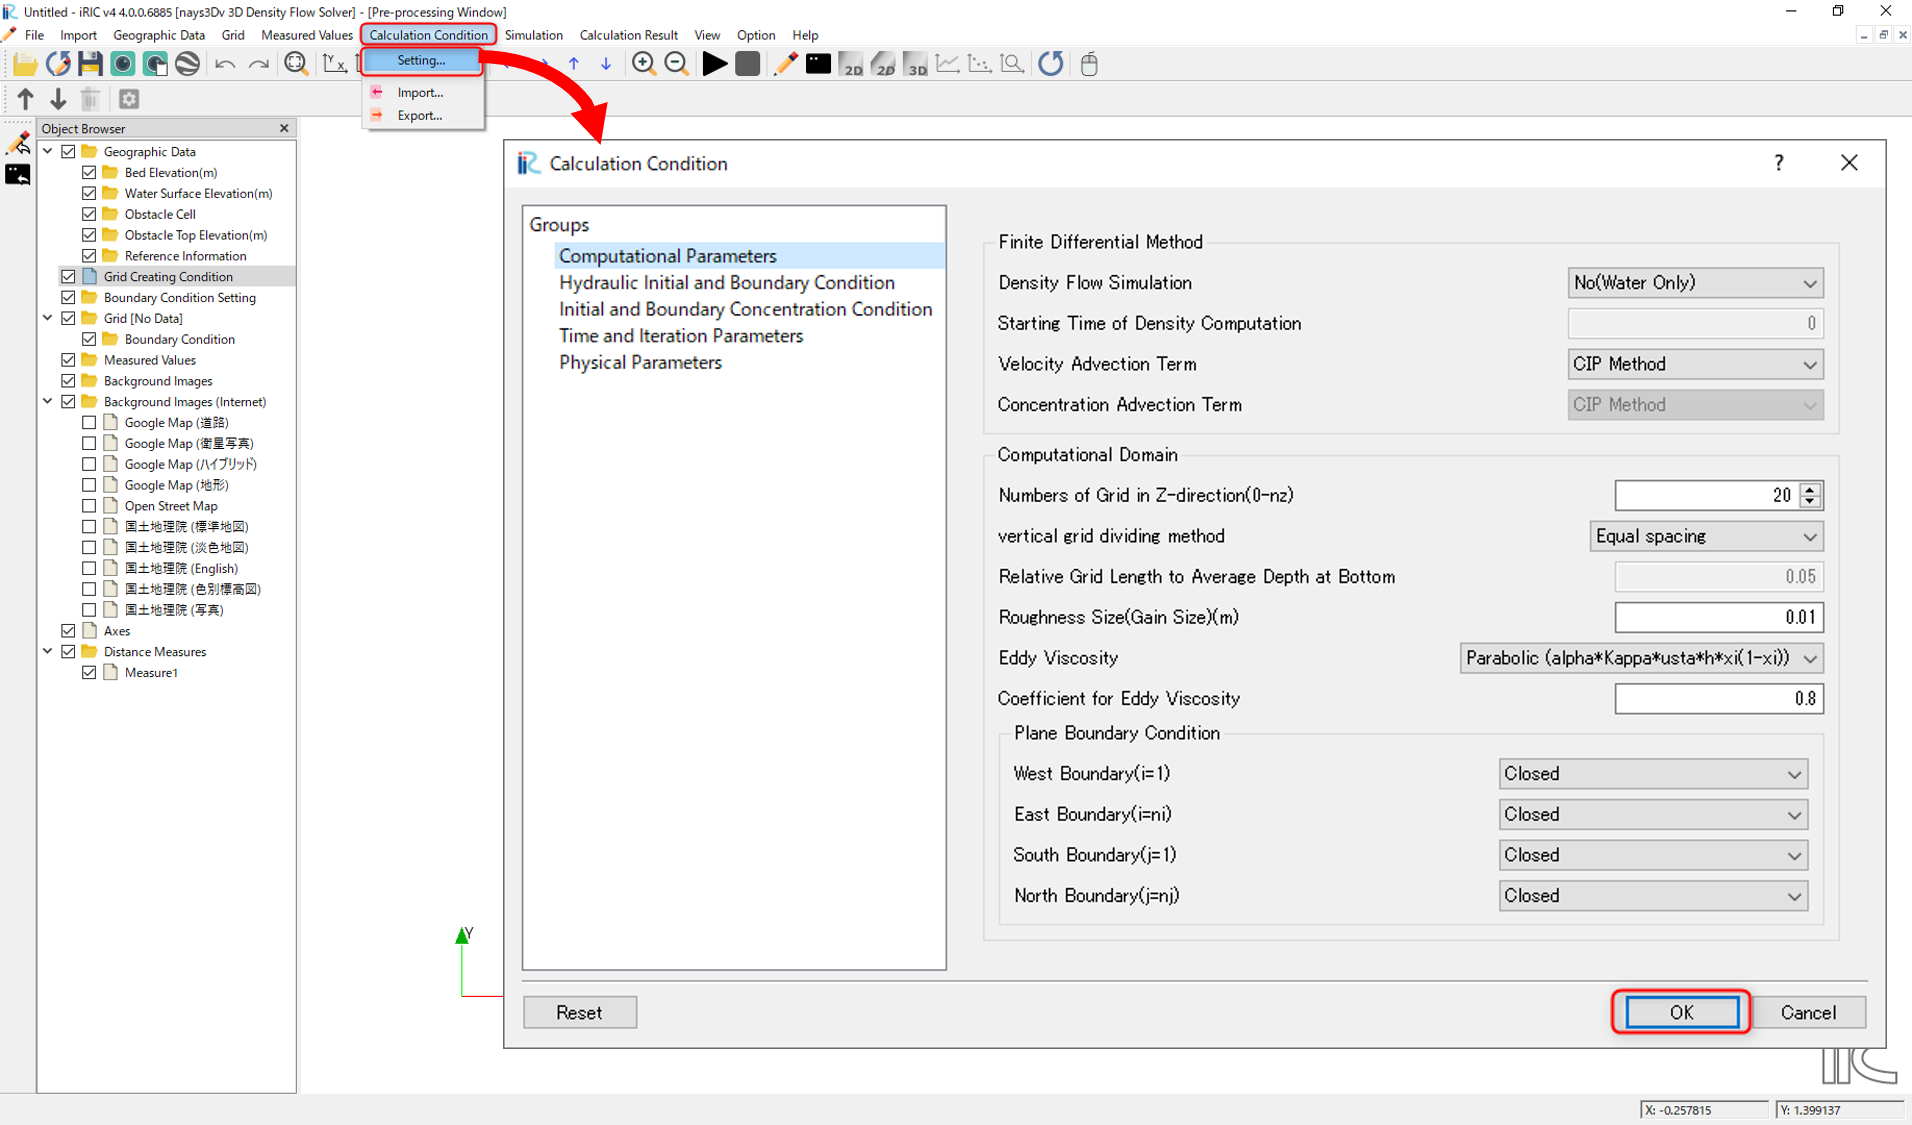 Untitled - iRIC v4 4.0.0.6885 [nays3Dv 3D Density Flow Solver] - [Pre-processing Window]
File Import Geographic Data Grid Measured Values Calculation Condition Simulation Calculation Result View Option Help
Setting...
Import...
Export...
2D 2D 3D
Object Browser
Geographic Data
Bed Elevation(m)
Water Surface Elevation(m)
Obstacle Cell
Obstacle Top Elevation(m)
Reference Information
Grid Creating Condition
Boundary Condition Setting
Grid [No Data]
Boundary Condition
Measured Values
Background Images
Background Images (Internet)
Google Map (道路)
Google Map (衛星写真)
Google Map (ハイブリッド)
Google Map (地形)
Open Street Map
国土地理院 (標準地図)
国土地理院 (淡色地図)
国土地理院 (English)
国土地理院 (色別標高図)
国土地理院 (写真)
Axes
Distance Measures
Measure1
Y
Calculation Condition
?
Groups
Computational Parameters
Hydraulic Initial and Boundary Condition
Initial and Boundary Concentration Condition
Time and Iteration Parameters
Physical Parameters
Finite Differential Method
Density Flow Simulation No(Water Only)
Starting Time of Density Computation 0
Velocity Advection Term CIP Method
Concentration Advection Term CIP Method
Computational Domain
Numbers of Grid in Z-direction(0-nz) 20
vertical grid dividing method Equal spacing
Relative Grid Length to Average Depth at Bottom 0.05
Roughness Size(Gain Size)(m) 0.01
Eddy Viscosity Parabolic (alpha*Kappa*usta*h*xi(1-xi))
Coefficient for Eddy Viscosity 0.8
Plane Boundary Condition
West Boundary(i=1) Closed
East Boundary(i=ni) Closed
South Boundary(j=1) Closed
North Boundary(j=nj) Closed
Reset OK Cancel
X: -0.257815 Y: 1.399137